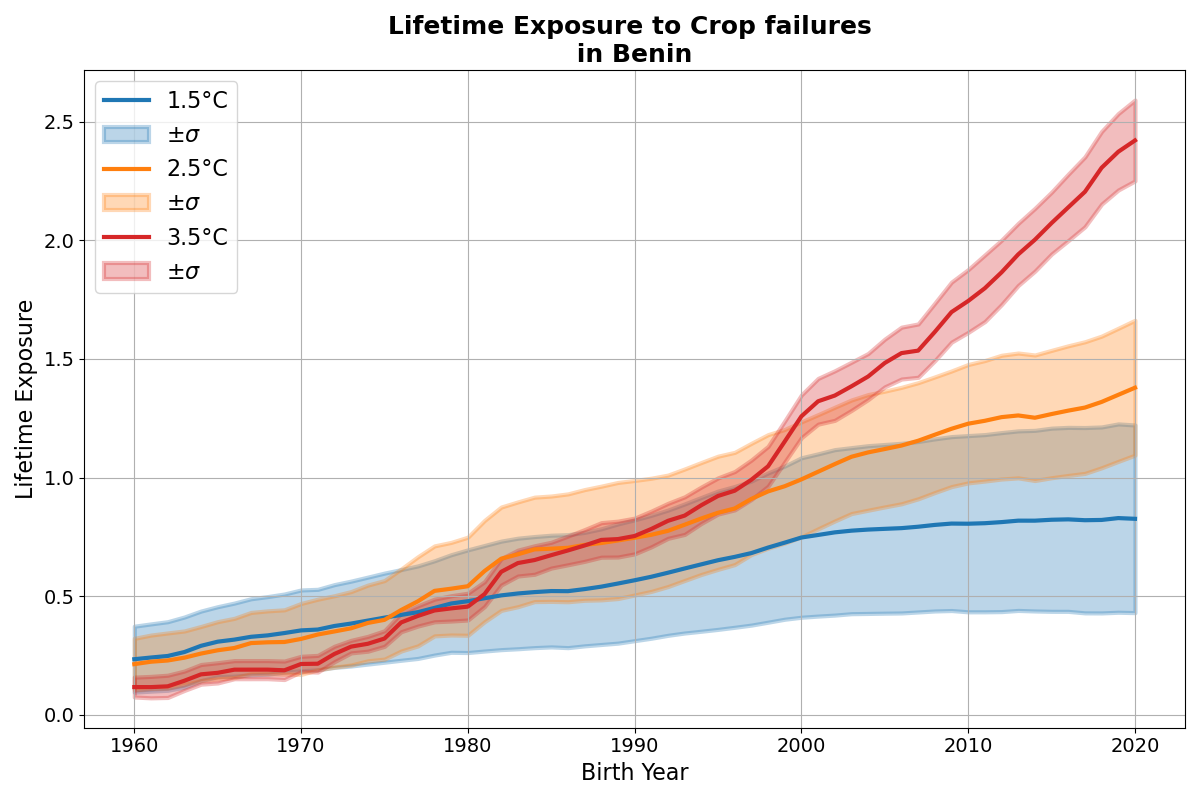 Lifetime Exposure to Crop failures
in Benin
1.5°C
±σ
2.5°C
±σ
3.5°C
±σ
Lifetime Exposure
2.5
2.0
1.5
1.0
0.5
0.0
1960 1970 1980 1990 2000 2010 2020
Birth Year